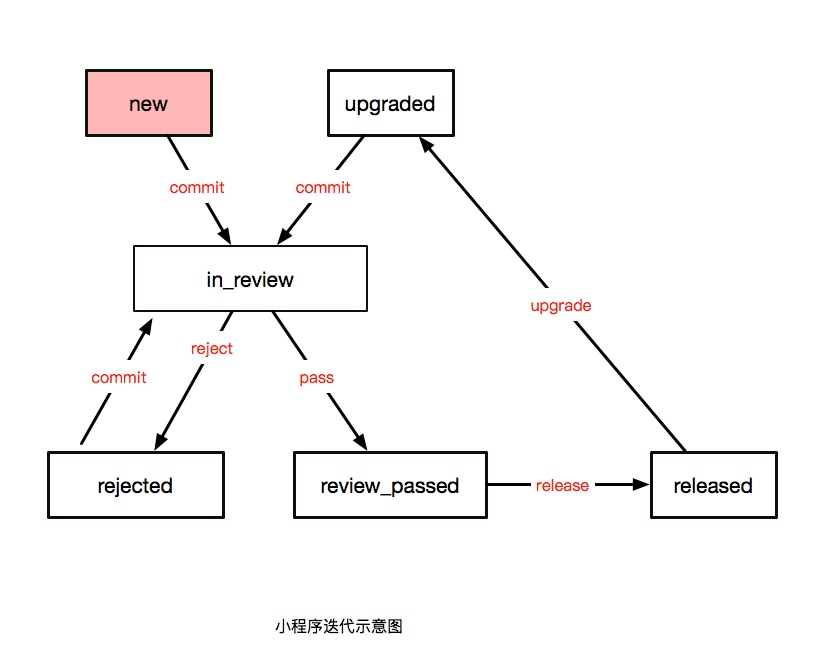 new
upgraded
commit
commit
in_review
upgrade
reject
commit
pass
rejected
review_passed
release
released
小程序迭代示意图